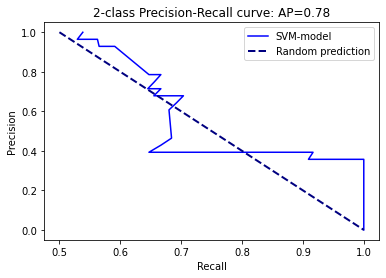 2-class Precision-Recall curve: AP=0.78
SVM-model
Random prediction
Precision
1.0
0.8
0.6
0.4
0.2
0.0
0.5
0.6
0.7
0.8
0.9
1.0
Recall